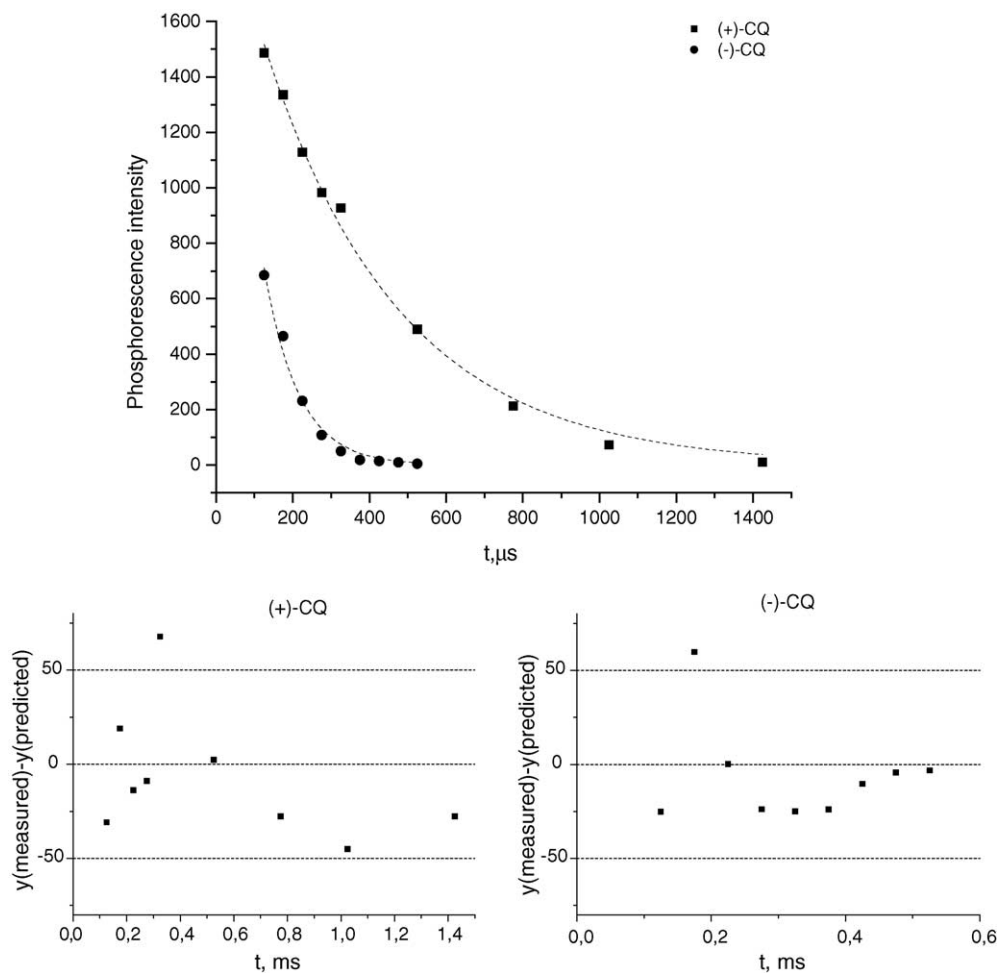 1600
1400
1200
1000
800
600
400
200
0
Phosphorescence intensity
(+)-CQ
(-)-CQ
0 200 400 600 800 1000 1200 1400
t,μs
(+)-CQ
50
0
-50
y(measured)-y(predicted)
0,0 0,2 0,4 0,6 0,8 1,0 1,2 1,4
t, ms
(-)-CQ
50
0
-50
y(measured)-y(predicted)
0,0 0,2 0,4 0,6
t, ms